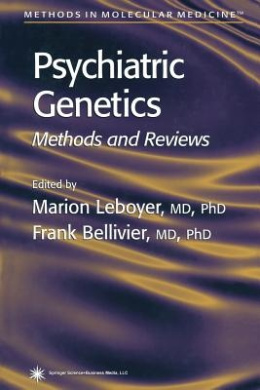 METHODS IN MOLECULAR MEDICINE™
Psychiatric
Genetics
Methods and Reviews
Edited by
Marion Leboyer, MD, PhD
Frank Bellivier, MD, PhD
Springer Science+Business Media, LLC